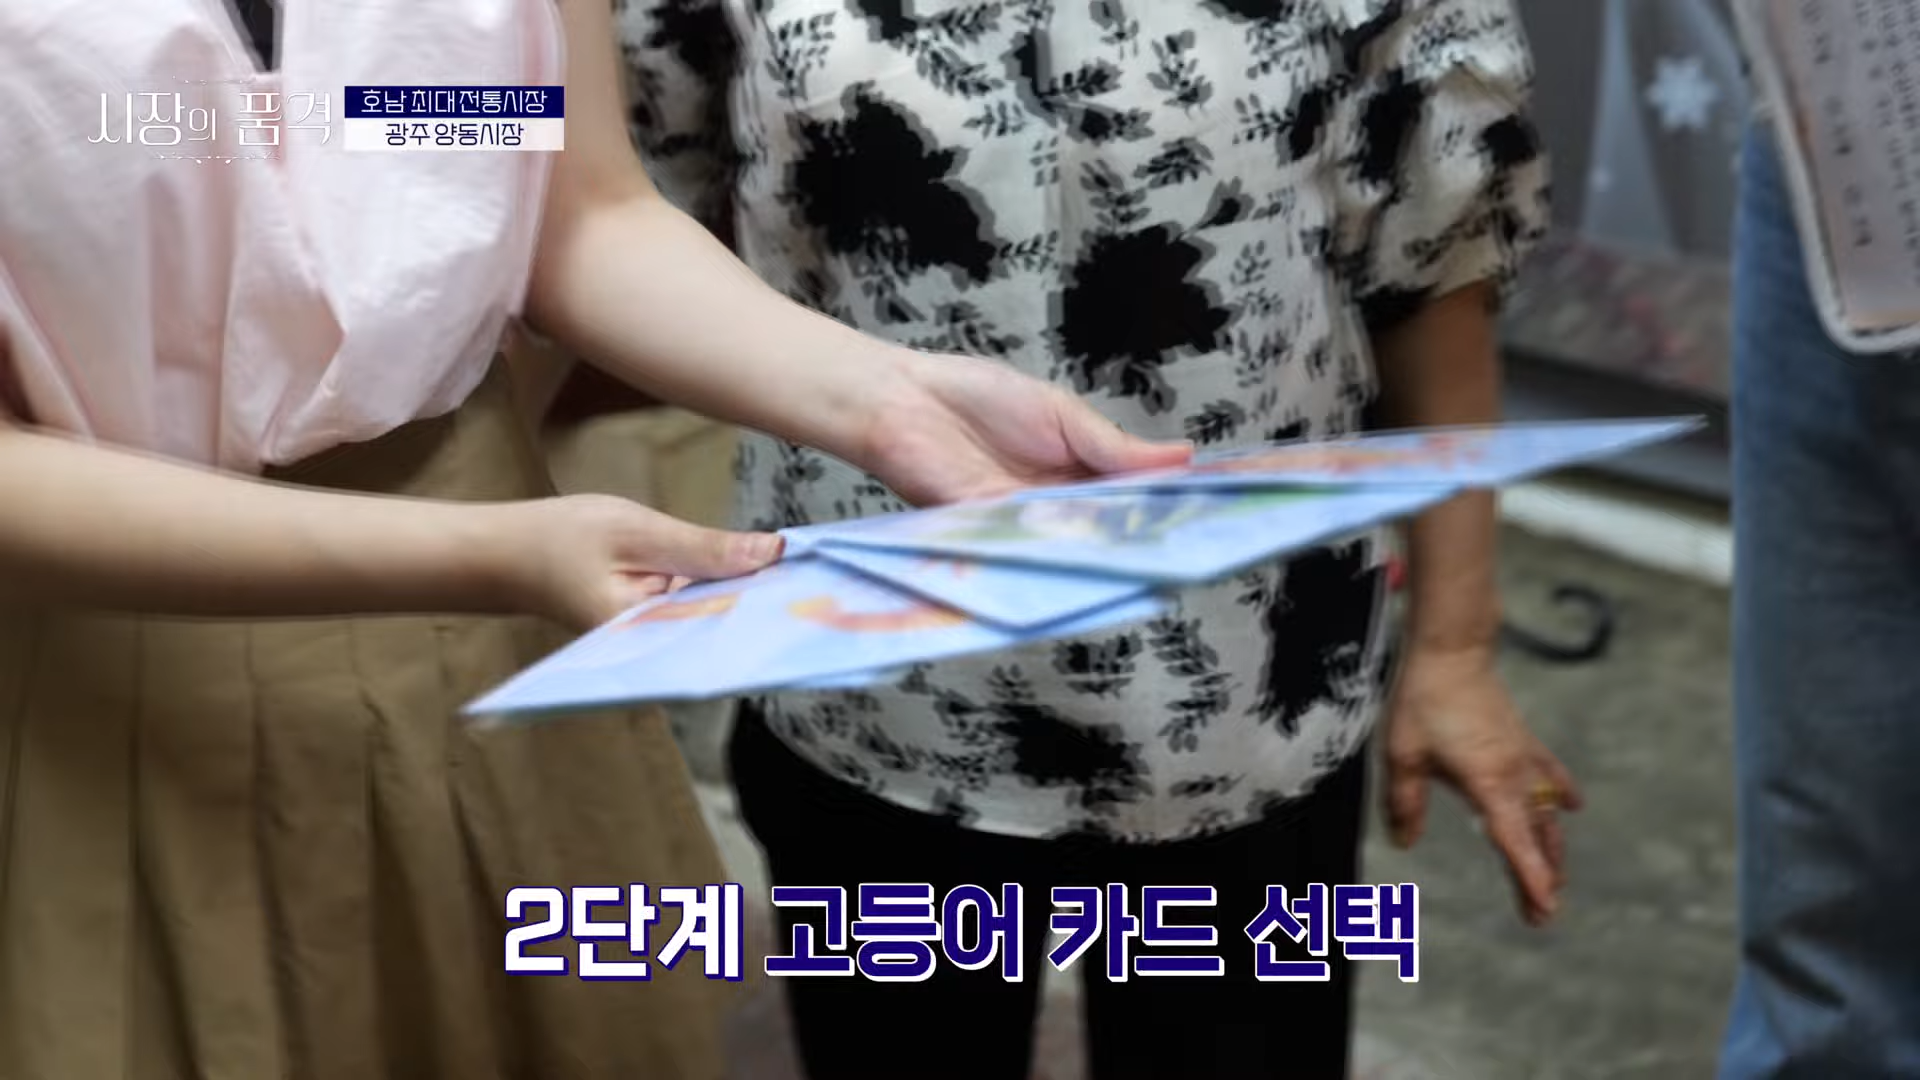 시장의 품격
호남 최대 전통시장
광주 양동시장
2단계 고등어 카드 선택